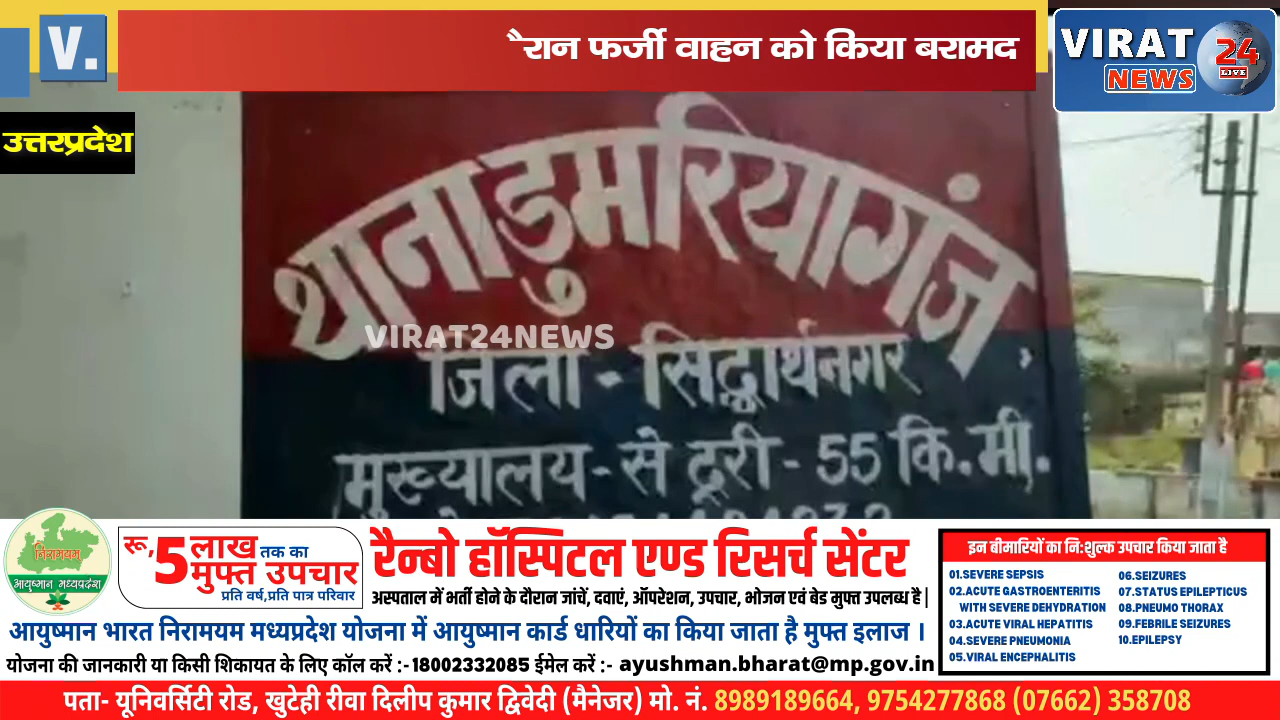 V.
ैरान फर्जी वाहन को किया बरामद
VIRAT
NEWS
24
LIVE
उत्तरप्रदेश
थाना डुमरियागंज
VIRAT24NEWS
जिला - सिद्धार्थनगर
मुख्यालय - से दूरी - 55 कि. मी.
निरामयम्
आयुष्मान मध्यप्रदेश
रू,5 लाख तक का
मुफ्त उपचार
प्रति वर्ष,प्रति पात्र परिवार
रैन्बो हॉस्पिटल एण्ड रिसर्च सेंटर
अस्पताल में भर्ती होने के दौरान जांचें, दवाएं, ऑपरेशन, उपचार, भोजन एवं बेड मुफ्त उपलब्ध है|
आयुष्मान भारत निरामयम मध्यप्रदेश योजना में आयुष्मान कार्ड धारियों का किया जाता है मुफ्त इलाज ।
योजना की जानकारी या किसी शिकायत के लिए कॉल करें :-18002332085 ईमेल करें :- ayushman.bharat@mp.gov.in
इन बीमारियों का नि:शुल्क उपचार किया जाता है
01.SEVERE SEPSIS
02.ACUTE GASTROENTERITIS
WITH SEVERE DEHYDRATION
03.ACUTE VIRAL HEPATITIS
04.SEVERE PNEUMONIA
05.VIRAL ENCEPHALITIS
06.SEIZURES
07.STATUS EPILEPTICUS
08.PNEUMO THORAX
09.FEBRILE SEIZURES
10.EPILEPSY
पता- यूनिवर्सिटी रोड, खुटेही रीवा दिलीप कुमार द्विवेदी (मैनेजर) मो. नं. 8989189664, 9754277868 (07662) 358708